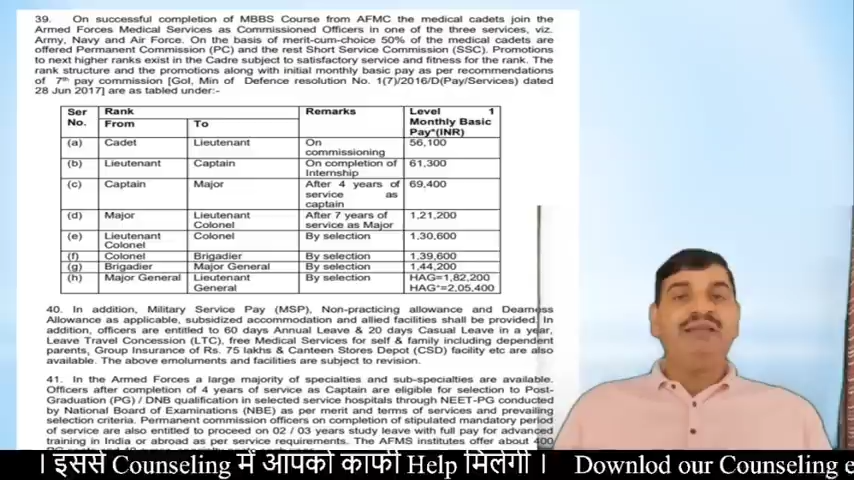 39. On successful completion of MBBS Course from AFMC the medical cadets join the
Armed Forces Medical Services as Commissioned Officers in one of the three services, viz.
Army, Navy and Air Force. On the basis of merit-cum-choice 50% of the medical cadets are
offered Permanent Commission (PC) and the rest Short Service Commission (SSC). Promotions
to next higher ranks exist in the Cadre subject to satisfactory service and fitness for the rank. The
rank structure and the promotions along with initial monthly basic pay as per recommendations
of 7th pay commission [GoI, Min of Defence resolution No. 1(7)/2016/D(Pay/Services) dated
28 Jun 2017] are as tabled under:-
Ser No. Rank Remarks Level 1 Monthly Basic Pay*(INR)
From To
(a) Cadet Lieutenant On commissioning 56,100
(b) Lieutenant Captain On completion of Internship 61,300
(c) Captain Major After 4 years of service as captain 69,400
(d) Major Lieutenant Colonel After 7 years of service as Major 1,21,200
(e) Lieutenant Colonel Colonel By selection 1,30,600
(f) Colonel Brigadier By selection 1,39,600
(g) Brigadier Major General By selection 1,44,200
(h) Major General Lieutenant General By selection HAG=1,82,200 HAG+=2,05,400
40. In addition, Military Service Pay (MSP), Non-practicing allowance and Dearness
Allowance as applicable, subsidized accommodation and allied facilities shall be provided. In
addition, officers are entitled to 60 days Annual Leave & 20 days Casual Leave in a year,
Leave Travel Concession (LTC), free Medical Services for self & family including dependent
parents, Group Insurance of Rs. 75 lakhs & Canteen Stores Depot (CSD) facility etc are also
available. The above emoluments and facilities are subject to revision.
41. In the Armed Forces a large majority of specialties and sub-specialties are available.
Officers after completion of 4 years of service as Captain are eligible for selection to Post-
Graduation (PG) / DNB qualification in selected service hospitals through NEET-PG conducted
by National Board of Examinations (NBE) as per merit and terms of services and prevailing
selection criteria. Permanent commission officers on completion of stipulated mandatory period
of service are also entitled to proceed on 02 / 03 years study leave with full pay for advanced
training in India or abroad as per service requirements. The AFMS institutes offer about 400
। इससे Counseling में आपको काफी Help मिलेगी । Downlod our Counseling e